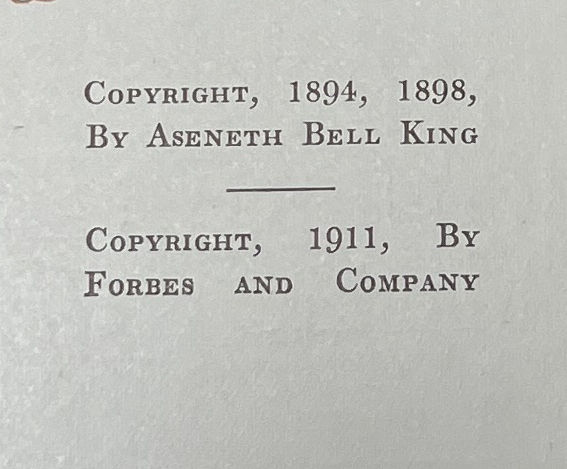 Copyright, 1894, 1898,
By Aseneth Bell King
Copyright, 1911, By
Forbes and Company